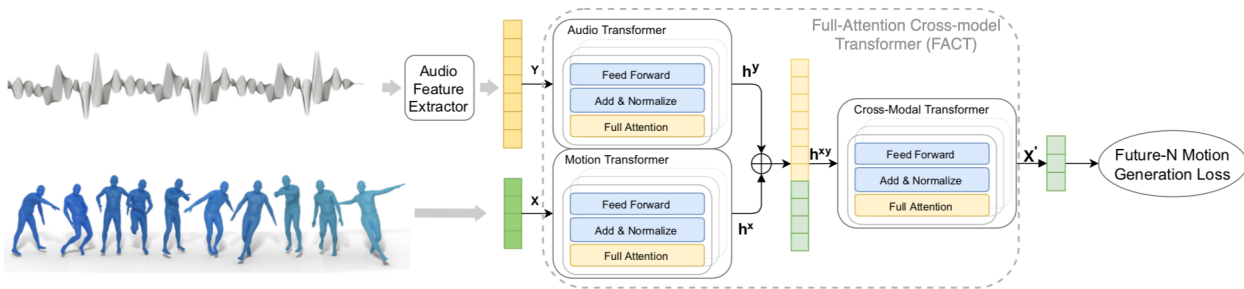 Full-Attention Cross-model
Transformer (FACT)
Audio
Feature
Extractor
Y
Audio Transformer
Feed Forward
Add & Normalize
Full Attention
h^y
X
Motion Transformer
Feed Forward
Add & Normalize
Full Attention
h^x
h^xy
Cross-Modal Transformer
Feed Forward
Add & Normalize
Full Attention
X'
Future-N Motion
Generation Loss